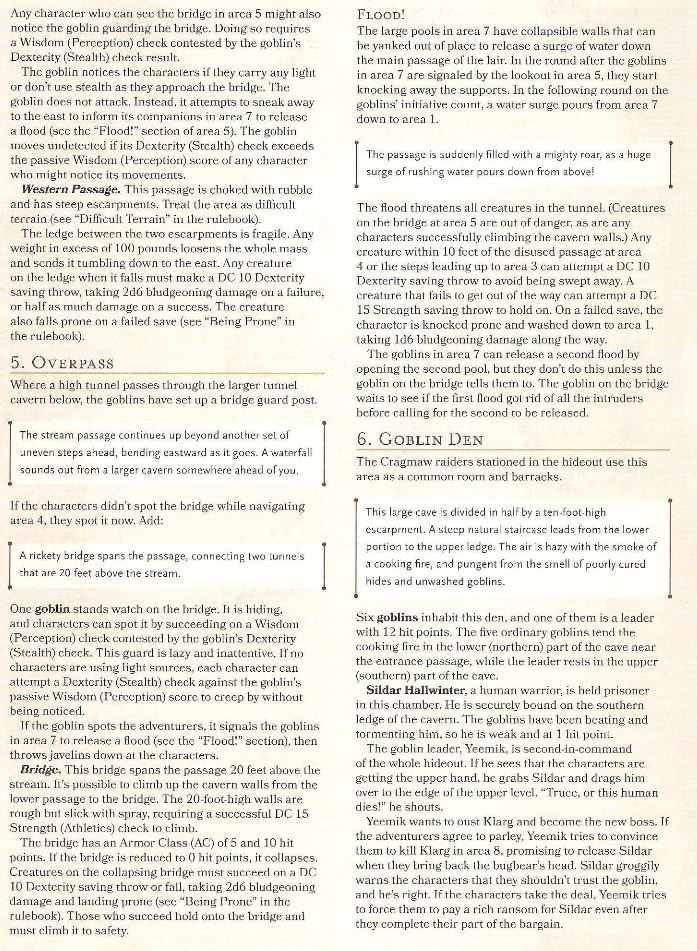 Any character who can see the bridge in area 5 might also
notice the goblin guarding the bridge. Doing so requires
a Wisdom (Perception) check contested by the goblin's
Dexterity (Stealth) check result.
The goblin notices the characters if they carry any light
or don't use stealth as they approach the bridge. The
goblin does not attack. Instead, it attempts to sneak away
to the east to inform its companions in area 7 to release
a flood (see the “Flood!” section of area 5). The goblin
moves undetected if its Dexterity (Stealth) check exceeds
the passive Wisdom (Perception) score of any character
who might notice its movements.
Western Passage. This passage is choked with rubble
and has steep escarpments. Treat the area as difficult
terrain (see “Difficult Terrain” in the rulebook).
The ledge between the two escarpments is fragile. Any
weight in excess of 100 pounds loosens the whole mass
and sends it tumbling down to the east. Any creature
on the ledge when it falls must make a DC 10 Dexterity
saving throw, taking 2d6 bludgeoning damage on a failure,
or half as much damage on a success. The creature
also falls prone on a failed save (see “Being Prone” in
the rulebook).
5. Overpass
Where a high tunnel passes through the larger tunnel
cavern below, the goblins have set up a bridge guard post.
The stream passage continues up beyond another set of
uneven steps ahead, bending eastward as it goes. A waterfall
sounds out from a larger cavern somewhere ahead of you.
If the characters didn't spot the bridge while navigating
area 4, they spot it now. Add:
A rickety bridge spans the passage, connecting two tunnels
that are 20 feet above the stream.
One goblin stands watch on the bridge. It is hiding,
and characters can spot it by succeeding on a Wisdom
(Perception) check contested by the goblin's Dexterity
(Stealth) check. This guard is lazy and inattentive. If no
characters are using light sources, each character can
attempt a Dexterity (Stealth) check against the goblin's
passive Wisdom (Perception) score to creep by without
being noticed.
If the goblin spots the adventurers, it signals the goblins
in area 7 to release a flood (see the “Flood!” section), then
throws javelins down at the characters.
Bridge. This bridge spans the passage 20 feet above the
stream. It's possible to climb up the cavern walls from the
lower passage to the bridge. The 20-foot-high walls are
rough but slick with spray, requiring a successful DC 15
Strength (Athletics) check to climb.
The bridge has an Armor Class (AC) of 5 and 10 hit
points. If the bridge is reduced to 0 hit points, it collapses.
Creatures on the collapsing bridge must succeed on a DC
10 Dexterity saving throw or fall, taking 2d6 bludgeoning
damage and landing prone (see “Being Prone” in the
rulebook). Those who succeed hold onto the bridge and
must climb it to safety.
Flood!
The large pools in area 7 have collapsible walls that can
be yanked out of place to release a surge of water down
the main passage of the lair. In the round after the goblins
in area 7 are signaled by the lookout in area 5, they start
knocking away the supports. In the following round on the
goblins' initiative count, a water surge pours from area 7
down to area 1.
The passage is suddenly filled with a mighty roar, as a huge
surge of rushing water pours down from above!
The flood threatens all creatures in the tunnel. (Creatures
on the bridge at area 5 are out of danger, as are any
characters successfully climbing the cavern walls.) Any
creature within 10 feet of the disused passage at area
4 or the steps leading up to area 3 can attempt a DC 10
Dexterity saving throw to avoid being swept away. A
creature that fails to get out of the way can attempt a DC
15 Strength saving throw to hold on. On a failed save, the
character is knocked prone and washed down to area 1,
taking 1d6 bludgeoning damage along the way.
The goblins in area 7 can release a second flood by
opening the second pool, but they don't do this unless the
goblin on the bridge tells them to. The goblin on the bridge
waits to see if the first flood got rid of all the intruders
before calling for the second to be released.
6. Goblin Den
The Cragmaw raiders stationed in the hideout use this
area as a common room and barracks.
This large cave is divided in half by a ten-foot-high
escarpment. A steep natural staircase leads from the lower
portion to the upper ledge. The air is hazy with the smoke of
a cooking fire, and pungent from the smell of poorly cured
hides and unwashed goblins.
Six goblins inhabit this den, and one of them is a leader
with 12 hit points. The five ordinary goblins tend the
cooking fire in the lower (northern) part of the cave near
the entrance passage, while the leader rests in the upper
(southern) part of the cave.
Sildar Hallwinter, a human warrior, is held prisoner
in this chamber. He is securely bound on the southern
ledge of the cavern. The goblins have been beating and
tormenting him, so he is weak and at 1 hit point.
The goblin leader, Yeemik, is second-in-command
of the whole hideout. If he sees that the characters are
getting the upper hand, he grabs Sildar and drags him
over to the edge of the upper level. “Truce, or this human
dies!” he shouts.
Yeemik wants to oust Klarg and become the new boss. If
the adventurers agree to parley, Yeemik tries to convince
them to kill Klarg in area 8, promising to release Sildar
when they bring back the bugbear's head. Sildar groggily
warns the characters that they shouldn't trust the goblin,
and he's right. If the characters take the deal, Yeemik tries
to force them to pay a rich ransom for Sildar even after
they complete their part of the bargain.